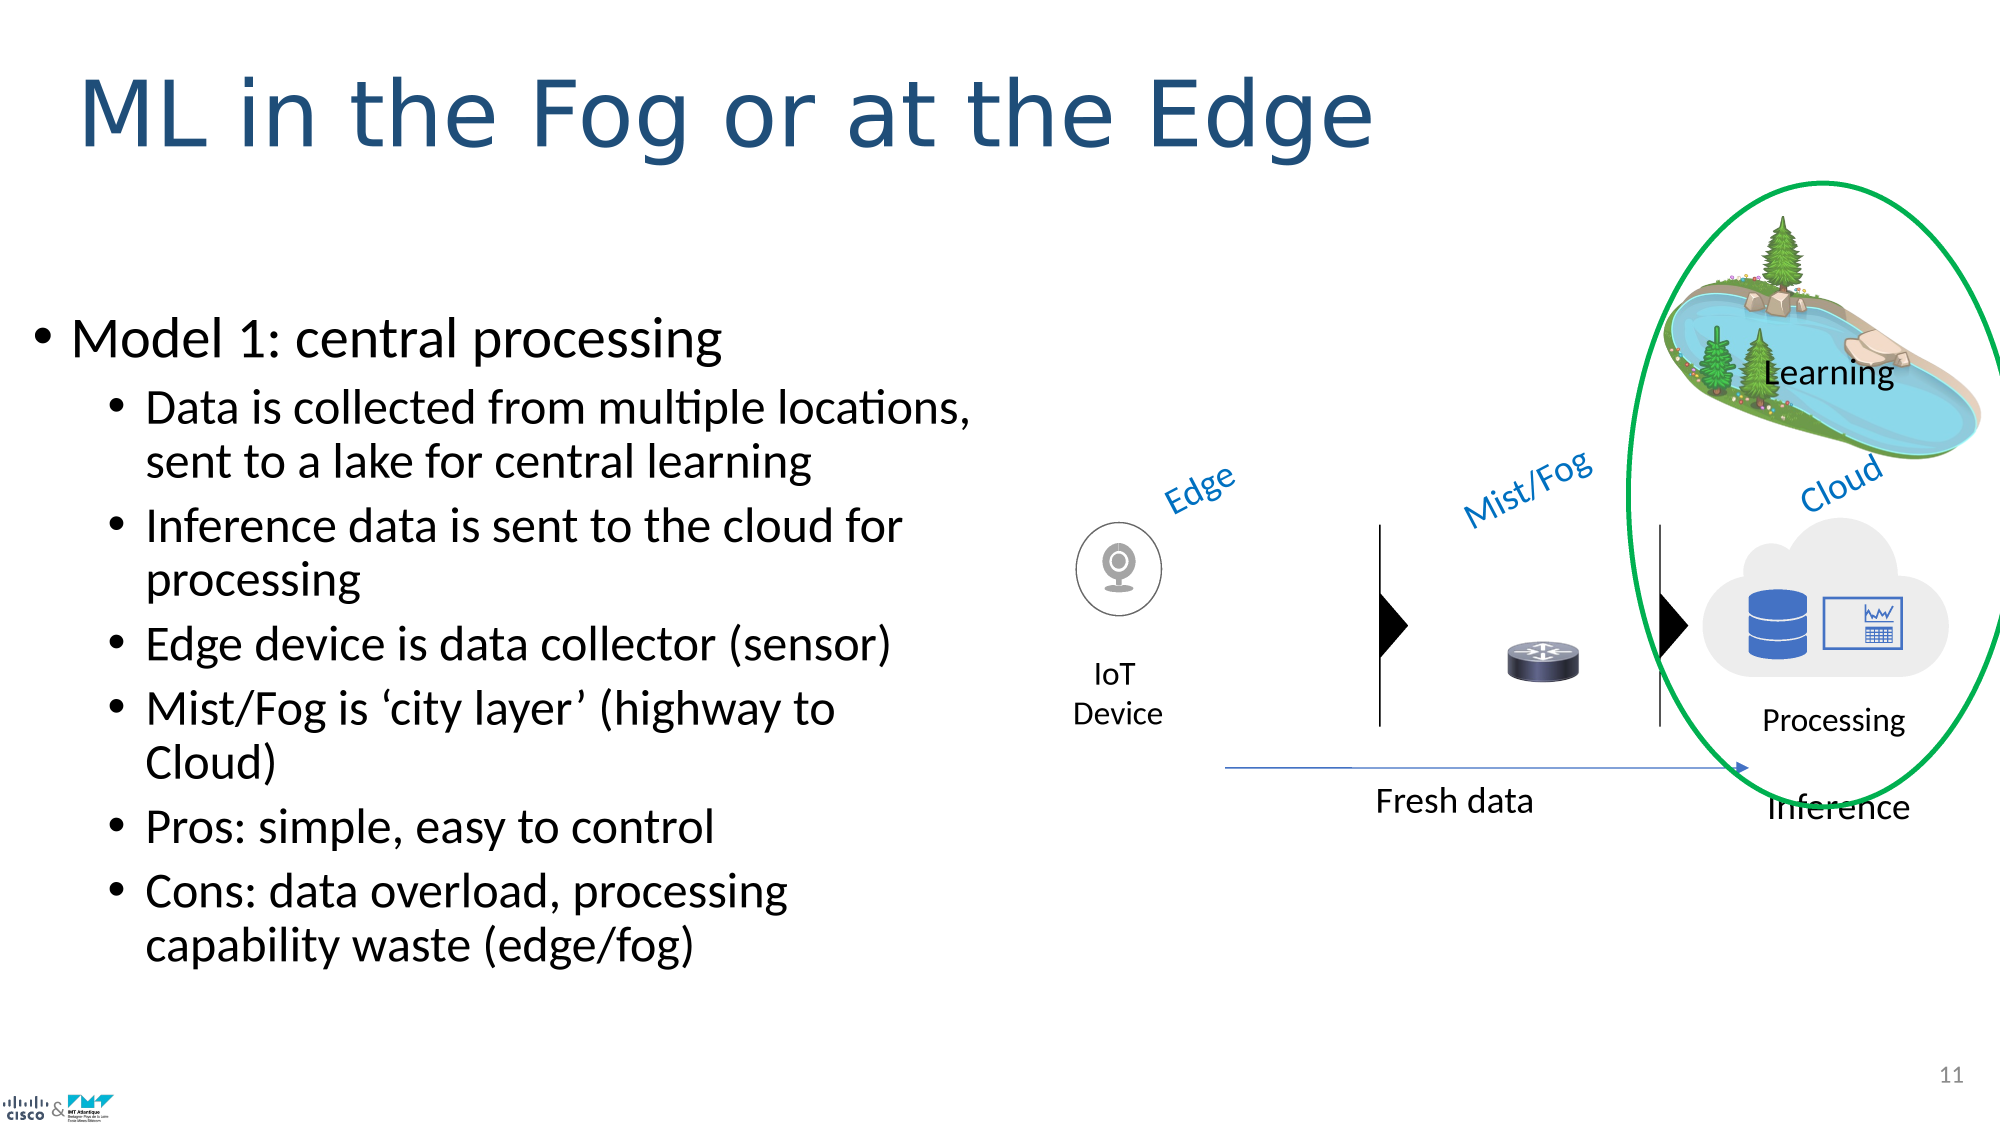 ML in the Fog or at the Edge
• Model 1: central processing
• Data is collected from multiple locations,
sent to a lake for central learning
• Inference data is sent to the cloud for
processing
• Edge device is data collector (sensor)
• Mist/Fog is ‘city layer’ (highway to
Cloud)
• Pros: simple, easy to control
• Cons: data overload, processing
capability waste (edge/fog)
Learning
Edge
Mist/Fog
Cloud
IoT
Device
Processing
Fresh data
Inference
11
CISCO
&
IMT Atlantique